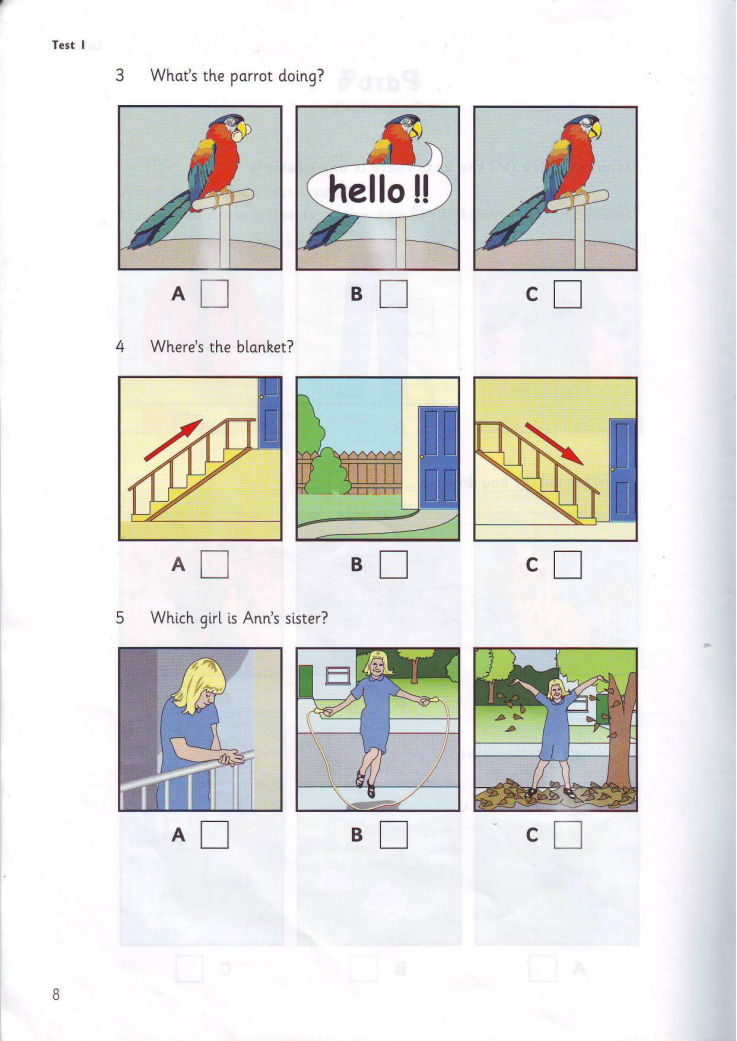 Test 1
3 What's the parrot doing?
hello !!
A B C
4 Where's the blanket?
A B C
5 Which girl is Ann's sister?
A B C
8